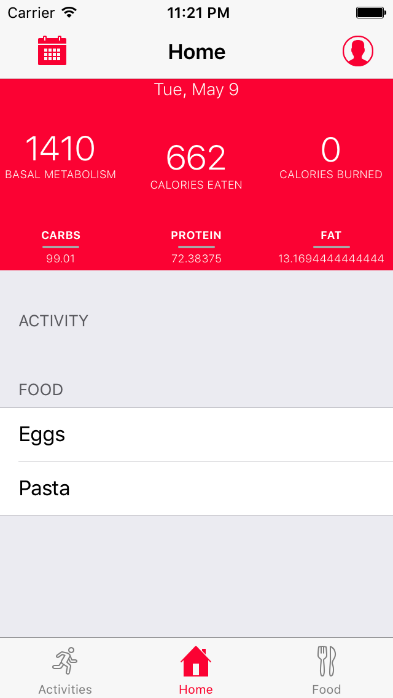 Carrier 11:21 PM
Home
Tue, May 9
1410 662 0
BASAL METABOLISM CALORIES EATEN CALORIES BURNED
CARBS PROTEIN FAT
99.01 72.38375 13.1694444444444
ACTIVITY
FOOD
Eggs
Pasta
Activities Home Food